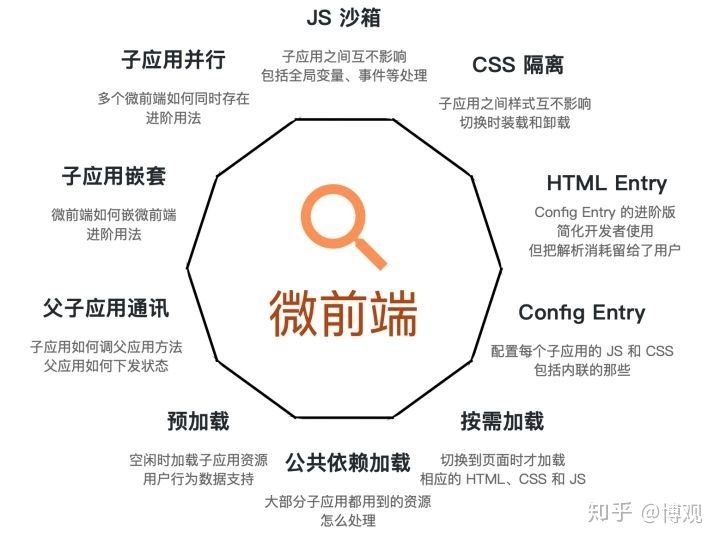 JS 沙箱
子应用之间互不影响
包括全局变量、事件等处理
CSS 隔离
子应用之间样式互不影响
切换时装载和卸载
HTML Entry
Config Entry 的进阶版
简化开发者使用
但把解析消耗留给了用户
Config Entry
配置每个子应用的 JS 和 CSS
包括内联的那些
按需加载
切换到页面时才加载
相应的 HTML、CSS 和 JS
公共依赖加载
大部分子应用都用到的资源
怎么处理
预加载
空闲时加载子应用资源
用户行为数据支持
父子应用通讯
子应用如何调父应用方法
父应用如何下发状态
子应用嵌套
微前端如何嵌微前端
进阶用法
子应用并行
多个微前端如何同时存在
进阶用法
微前端
知乎 @博观